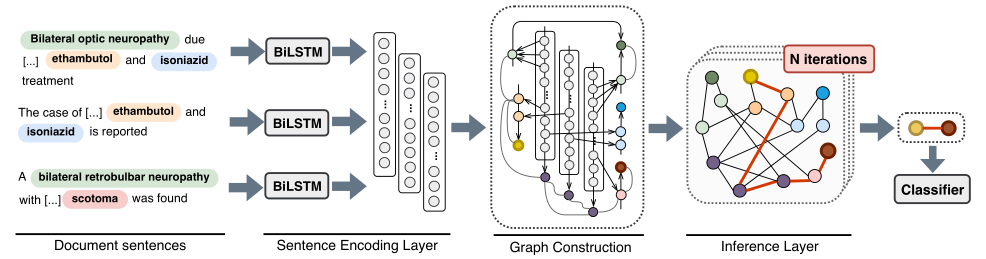 Bilateral optic neuropathy due
[...] ethambutol and isoniazid
treatment
The case of [...] ethambutol and
isoniazid is reported
A bilateral retrobulbar neuropathy
with [...] scotoma was found
BiLSTM
BiLSTM
BiLSTM
N iterations
Classifier
Document sentences
Sentence Encoding Layer
Graph Construction
Inference Layer